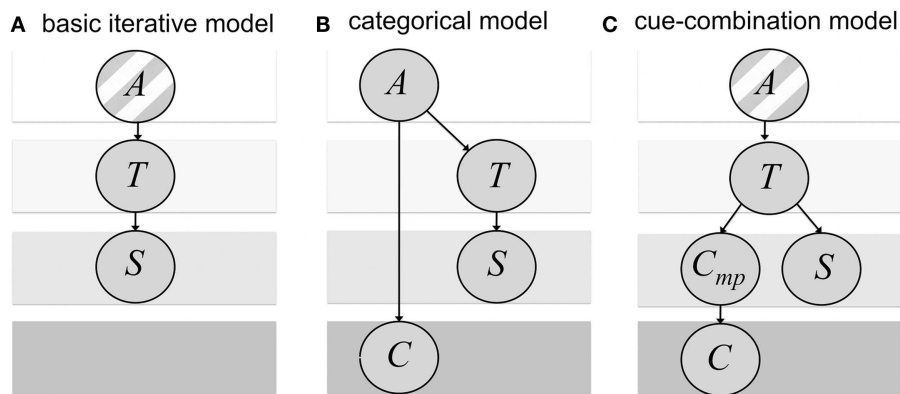 A basic iterative model
B categorical model
C cue-combination model
A
T
S
A
T
S
C
A
T
C_mp
S
C